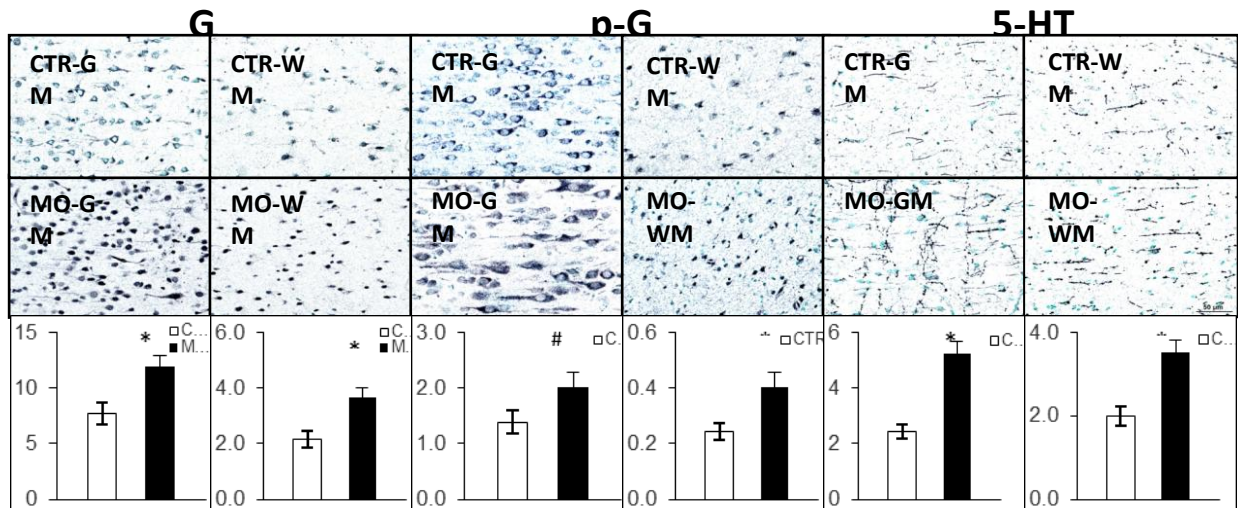 G p-G 5-HT
CTR-G
M
CTR-W
M
CTR-G
M
CTR-W
M
CTR-G
M
CTR-W
M
MO-G
M
MO-W
M
MO-G
M
MO-
WM
MO-GM
MO-
WM
50 µm
15
10
5
0
*
C...
M...
6.0
4.0
2.0
0.0
*
C...
3.0
2.0
1.0
0.0
#
C...
0.6
0.4
0.2
0.0
CTR
6
4
2
0
*
C...
4.0
2.0
0.0
C...